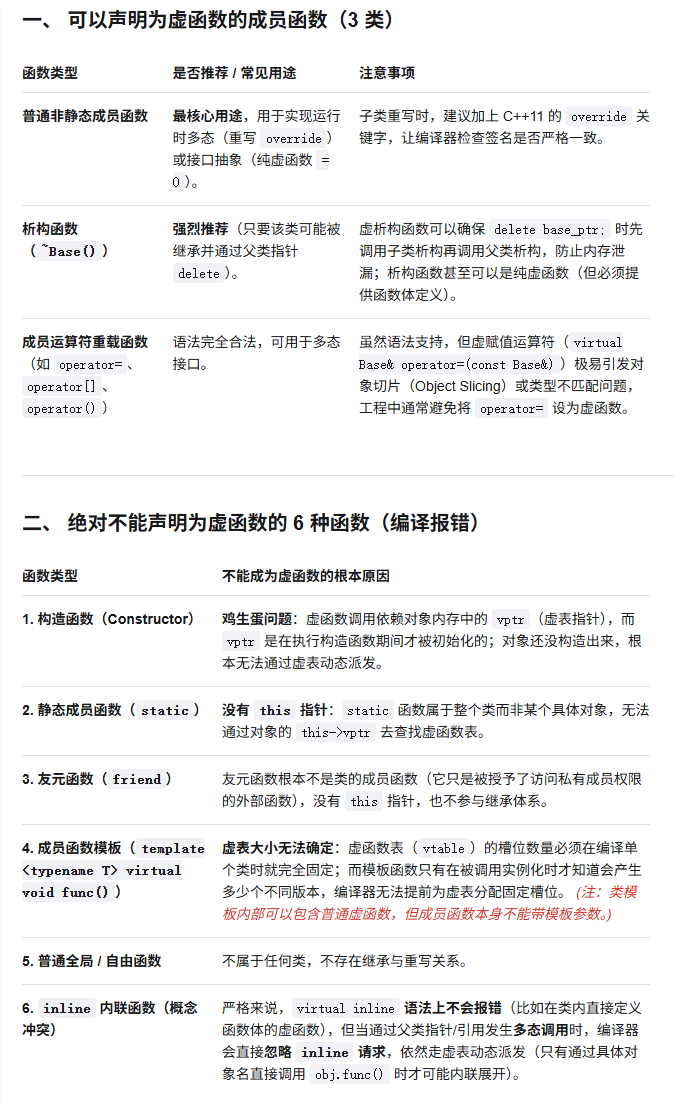 一、 可以声明为虚函数的成员函数（3 类）
函数类型
是否推荐 / 常见用途
注意事项
普通非静态成员函数
最核心用途，用于实现运行
时多态（重写 override ）
或接口抽象（纯虚函数 =
0 ）。
子类重写时，建议加上 C++11 的 override 关
键字，让编译器检查签名是否严格一致。
析构函数
（ ~Base() ）
强烈推荐（只要该类可能被
继承并通过父类指针
delete ）。
虚析构函数可以确保 delete base_ptr; 时先
调用子类析构再调用父类析构，防止内存泄
漏；析构函数甚至可以是纯虚函数（但必须提
供函数体定义）。
成员运算符重载函数
（如 operator= 、
operator[] 、
operator() ）
语法完全合法，可用于多态
接口。
虽然语法支持，但虚赋值运算符（ virtual
Base& operator=(const Base&) ）极易引发对
象切片（Object Slicing）或类型不匹配问题，
工程中通常避免将 operator= 设为虚函数。
二、 绝对不能声明为虚函数的 6 种函数（编译报错）
函数类型
不能成为虚函数的根本原因
1. 构造函数（Constructor）
鸡生蛋问题：虚函数调用依赖对象内存中的 vptr （虚表指针），而
vptr 是在执行构造函数期间才被初始化的；对象还没构造出来，根
本无法通过虚表动态派发。
2. 静态成员函数（ static ）
没有 this 指针： static 函数属于整个类而非某个具体对象，无法
通过对象的 this->vptr 去查找虚函数表。
3. 友元函数（ friend ）
友元函数根本不是类的成员函数（它只是被授予了访问私有成员权限
的外部函数），没有 this 指针，也不参与继承体系。
4. 成员函数模板（ template
<typename T> virtual
void func() ）
虚表大小无法确定：虚函数表（ vtable ）的槽位数量必须在编译单
个类时就完全固定；而模板函数只有在被调用实例化时才知道会产生
多少个不同版本，编译器无法提前为虚表分配固定槽位。 (注：类模
板内部可以包含普通虚函数，但成员函数本身不能带模板参数。)
5. 普通全局 / 自由函数
不属于任何类，不存在继承与重写关系。
6. inline 内联函数（概念
冲突）
严格来说， virtual inline 语法上不会报错（比如在类内直接定义
函数体的虚函数），但当通过父类指针/引用发生多态调用时，编译器
会直接忽略 inline 请求，依然走虚表动态派发（只有通过具体对
象名直接调用 obj.func() 时才可能内联展开）。